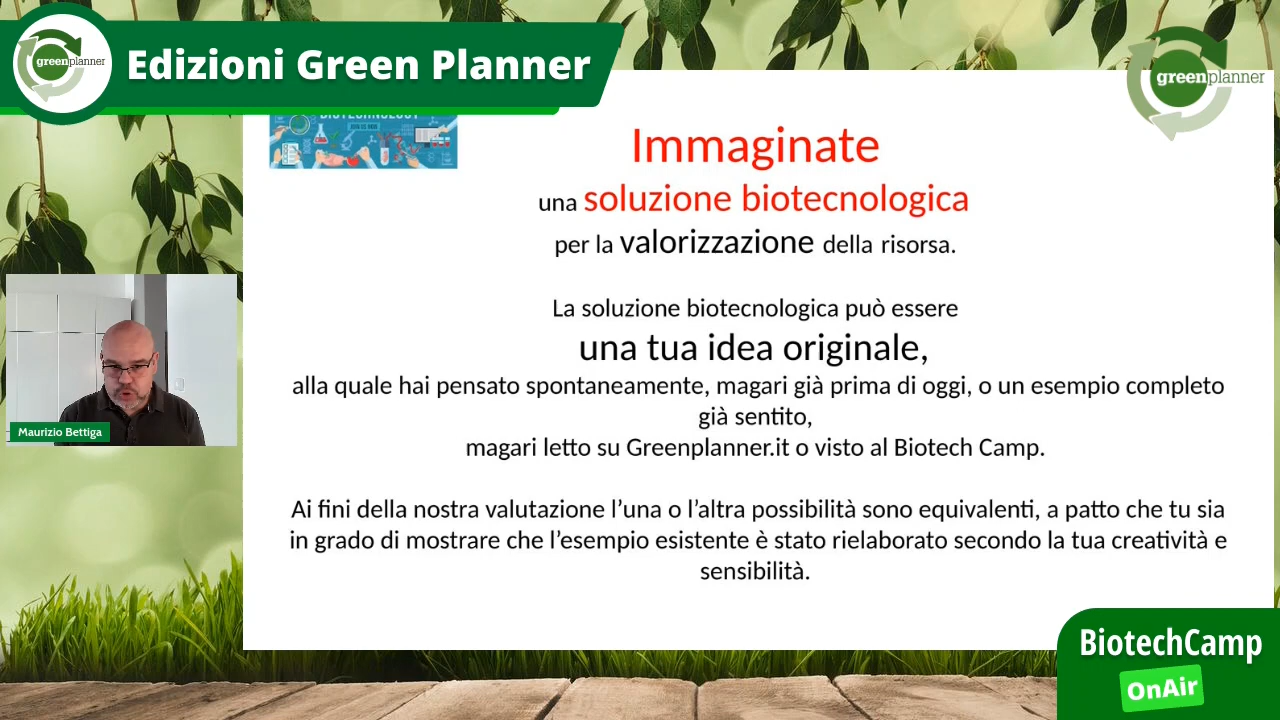 greenplanner
Edizioni Green Planner
greenplanner
BIOTECHNOLOGY
Immaginate
una soluzione biotecnologica
per la valorizzazione della risorsa.
La soluzione biotecnologica può essere
una tua idea originale,
alla quale hai pensato spontaneamente, magari già prima di oggi, o un esempio completo
già sentito,
magari letto su Greenplanner.it o visto al Biotech Camp.
Ai fini della nostra valutazione l’una o l’altra possibilità sono equivalenti, a patto che tu sia
in grado di mostrare che l’esempio esistente è stato rielaborato secondo la tua creatività e
sensibilità.
Maurizio Bettiga
BiotechCamp
OnAir